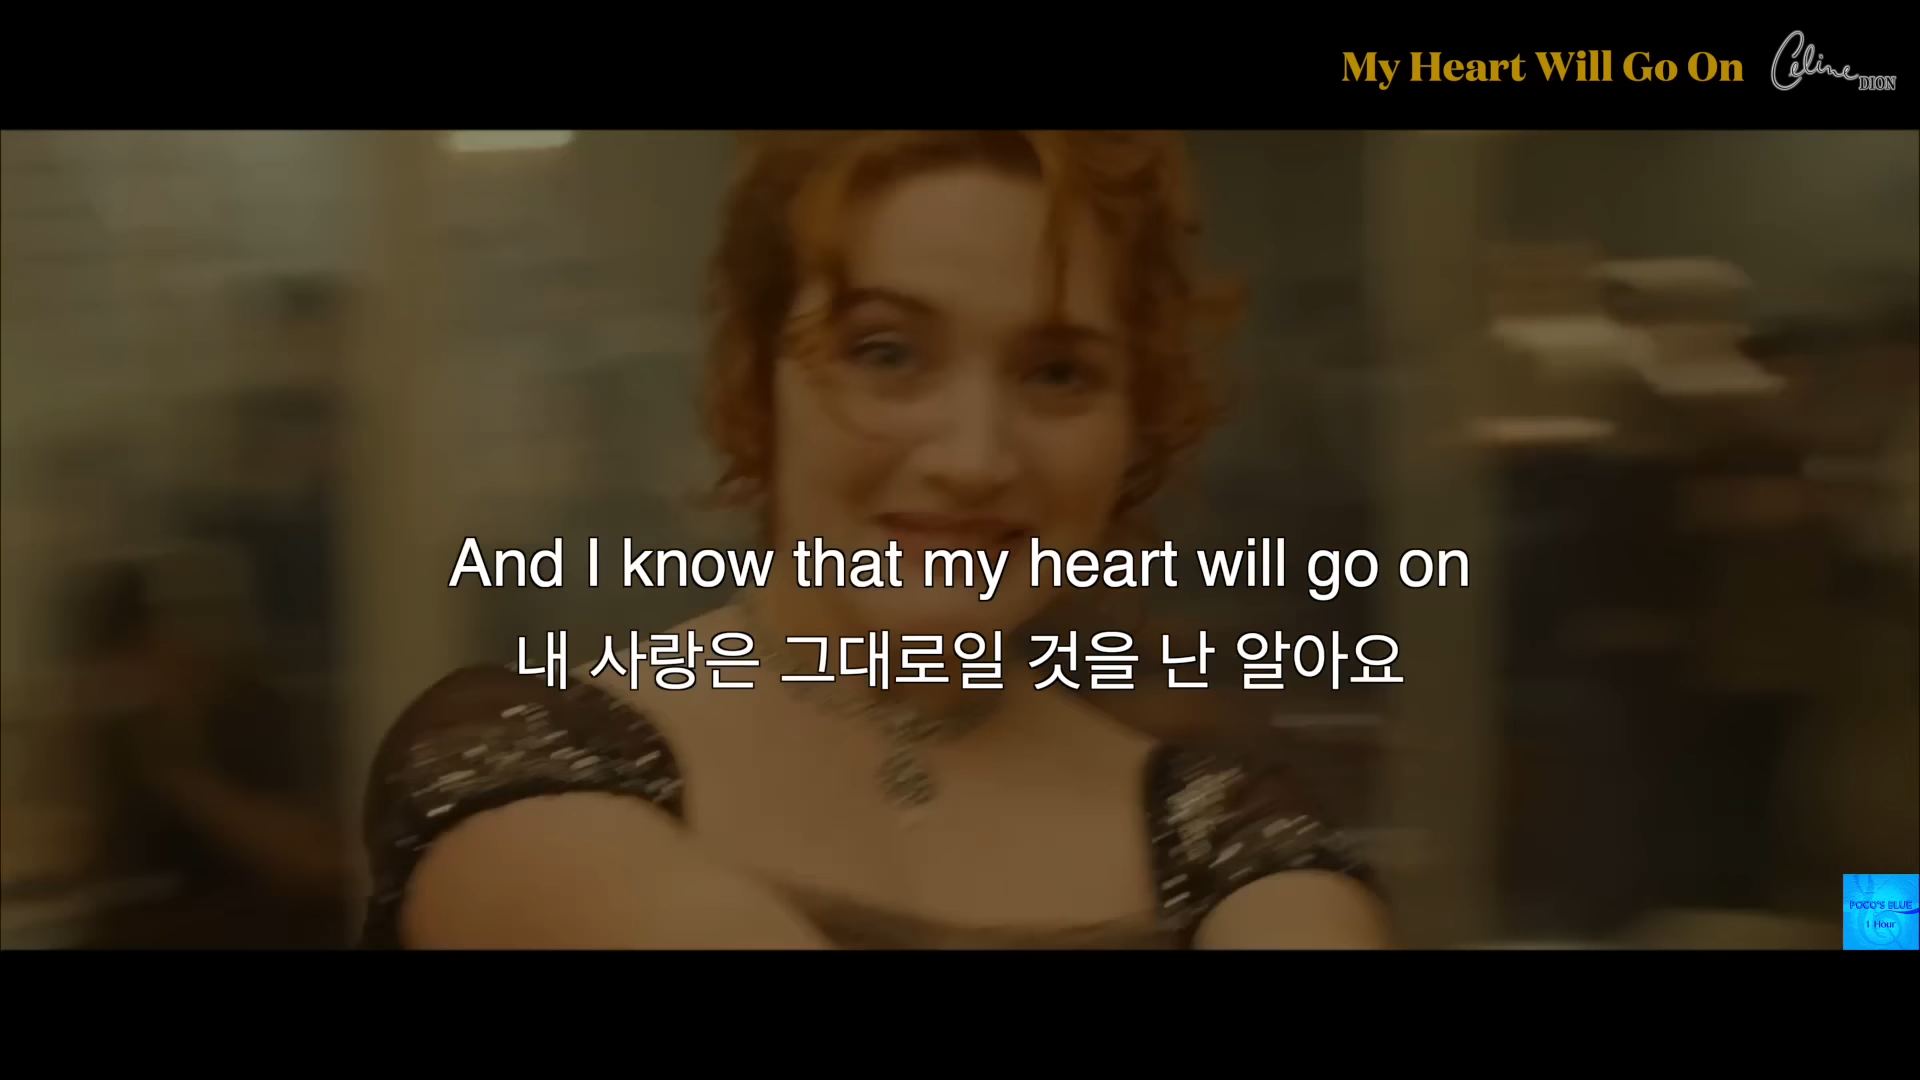 My Heart Will Go On Celine DION
And I know that my heart will go on
내 사랑은 그대로일 것을 난 알아요
POCO'S BLUE
1 Hour